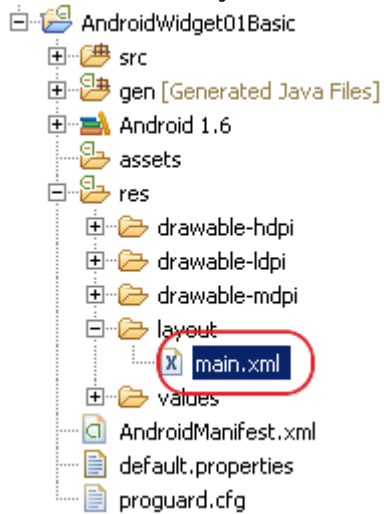 AndroidWidget01Basic
src
gen [Generated Java Files]
Android 1.6
assets
res
drawable-hdpi
drawable-ldpi
drawable-mdpi
layout
main.xml
values
AndroidManifest.xml
default.properties
proguard.cfg